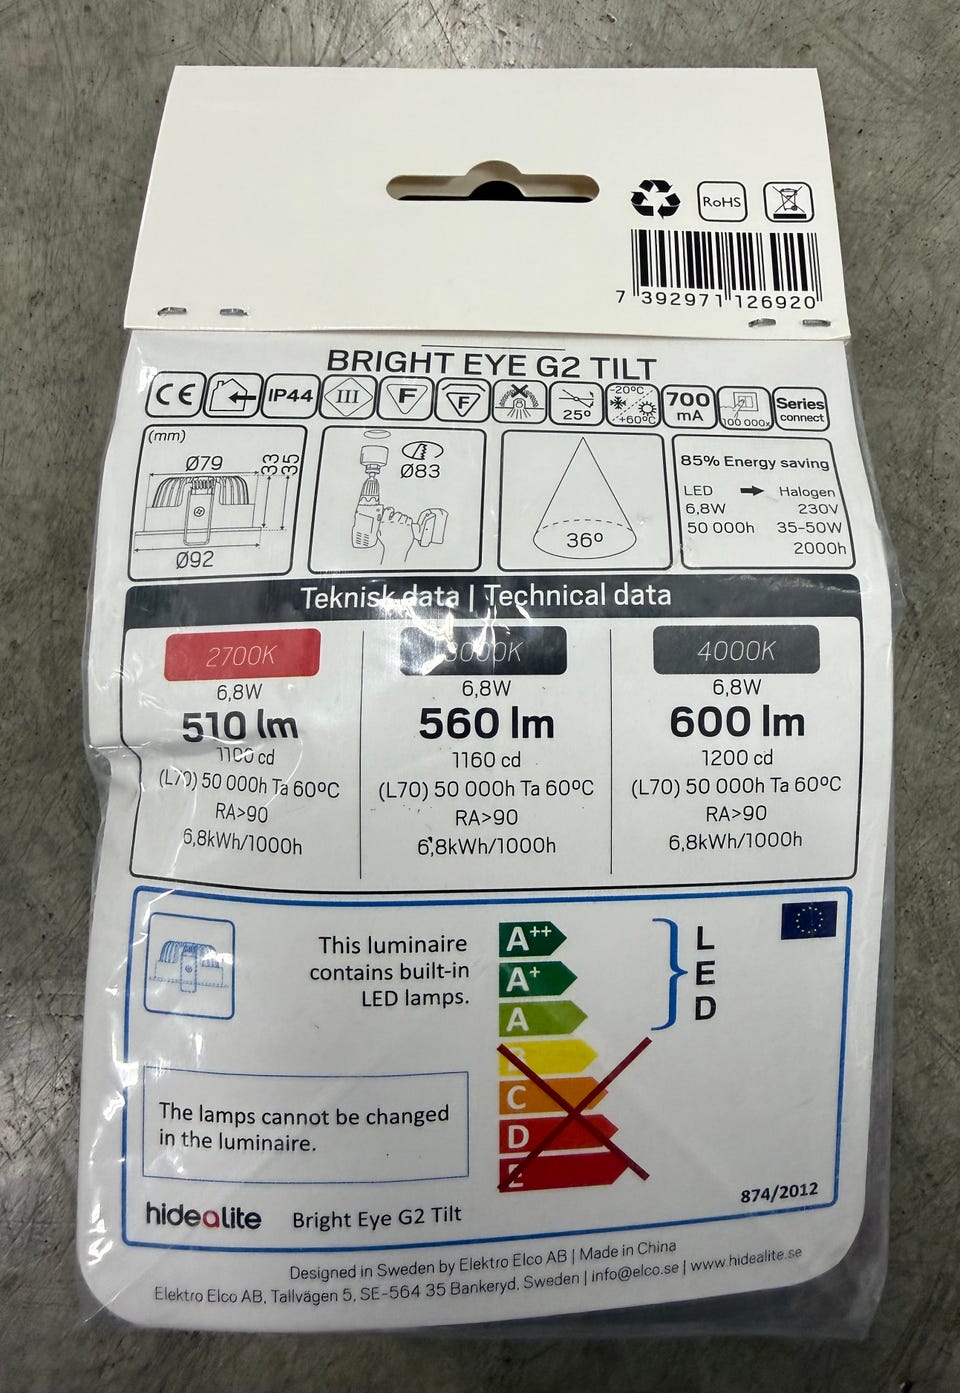 RoHS
7 392971 126920
BRIGHT EYE G2 TILT
CE IP44 III F F 25° -20°C +60°C 700 mA 100 000x Series connect
(mm)
Ø79
33
35
Ø92
Ø83
36°
85% Energy saving
LED Halogen
6,8W 230V
50 000h 35-50W
2000h
Teknisk data | Technical data
2700K
6,8W
510 lm
1100 cd
(L70) 50 000h Ta 60ºC
RA>90
6,8kWh/1000h
3000K
6,8W
560 lm
1160 cd
(L70) 50 000h Ta 60ºC
RA>90
6,8kWh/1000h
4000K
6,8W
600 lm
1200 cd
(L70) 50 000h Ta 60ºC
RA>90
6,8kWh/1000h
This luminaire
contains built-in
LED lamps.
A++
A+
A
B
C
D
E
L
E
D
The lamps cannot be changed
in the luminaire.
874/2012
hidealite Bright Eye G2 Tilt
Designed in Sweden by Elektro Elco AB | Made in China
Elektro Elco AB, Tallvägen 5, SE-564 35 Bankeryd, Sweden | info@elco.se | www.hidealite.se